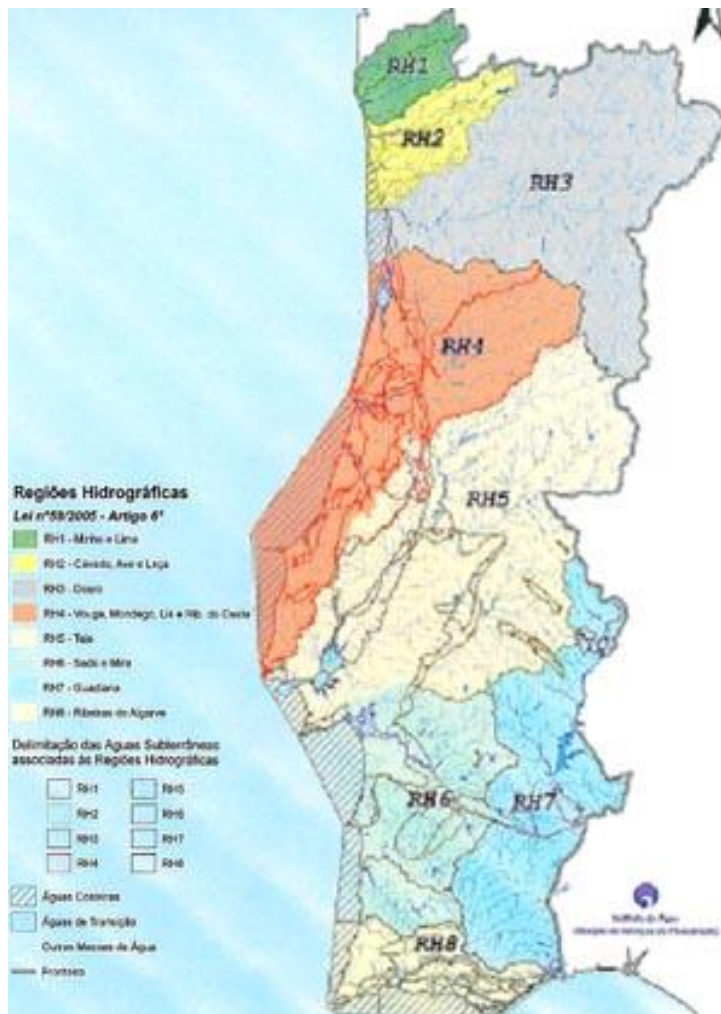 RH1
RH2
RH3
RH4
RH5
RH6
RH7
RH8
Regiões Hidrográficas
Lei nº58/2005 - Artigo 6º
RH1 - Minho e Lima
RH2 - Cávado, Ave e Leça
RH3 - Douro
RH4 - Vouga, Mondego, Lis e Rib. do Oeste
RH5 - Tejo
RH6 - Sado e Mira
RH7 - Guadiana
RH8 - Ribeiras do Algarve
Delimitação das Águas Subterrâneas
associadas às Regiões Hidrográficas
RH1 RH5
RH2 RH6
RH3 RH7
RH4 RH8
Águas Costeiras
Águas de Transição
Outras Massas de Água
Fronteira
Instituto da Água